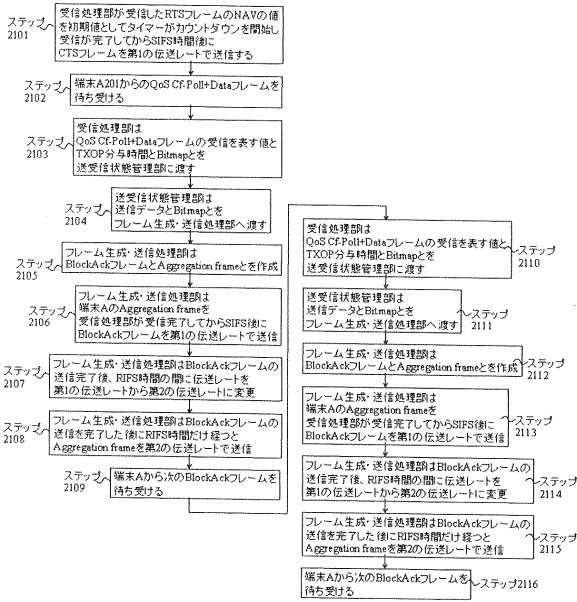 ステップ
2101
受信処理部が受信したRTSフレームのNAVの値
を初期値としてタイマーがカウントダウンを開始し
受信が完了してからSIFS時間後に
CTSフレームを第1の伝送レートで送信する
ステップ
2102
端末A201からのQoS Cf-Poll+Dataフレームを
待ち受ける
ステップ
2103
受信処理部は
QoS Cf-Poll+Dataフレームの受信を表す値と
TXOP分与時間とBitmapとを
送受信状態管理部に渡す
ステップ
2104
送受信状態管理部は
送信データとBitmapとを
フレーム生成・送信処理部へ渡す
ステップ
2105
フレーム生成・送信処理部は
BlockAckフレームとAggregation frameとを作成
ステップ
2106
フレーム生成・送信処理部は
端末AのAggregation frameを
受信処理部が受信完了してからSIFS後に
BlockAckフレームを第1の伝送レートで送信
ステップ
2107
フレーム生成・送信処理部はBlockAckフレームの
送信完了後、RIFS時間の間に伝送レートを
第1の伝送レートから第2の伝送レートに変更
ステップ
2108
フレーム生成・送信処理部はBlockAckフレームの
送信を完了した後にRIFS時間だけ経つと
Aggregation frameを第2の伝送レートで送信
ステップ
2109
端末Aから次のBlockAckフレームを
待ち受ける
受信処理部は
QoS Cf-Poll+Dataフレームの受信を表す値と
TXOP分与時間とBitmapとを
送受信状態管理部に渡す
ステップ
2110
送受信状態管理部は
送信データとBitmapとを
フレーム生成・送信処理部へ渡す
ステップ
2111
フレーム生成・送信処理部は
BlockAckフレームとAggregation frameとを作成
ステップ
2112
フレーム生成・送信処理部は
端末AのAggregation frameを
受信処理部が受信完了してからSIFS後に
BlockAckフレームを第1の伝送レートで送信
ステップ
2113
フレーム生成・送信処理部はBlockAckフレームの
送信完了後、RIFS時間の間に伝送レートを
第1の伝送レートから第2の伝送レートに変更
ステップ
2114
フレーム生成・送信処理部はBlockAckフレームの
送信を完了した後にRIFS時間だけ経つと
Aggregation frameを第2の伝送レートで送信
ステップ
2115
端末Aから次のBlockAckフレームを
待ち受ける
ステップ2116